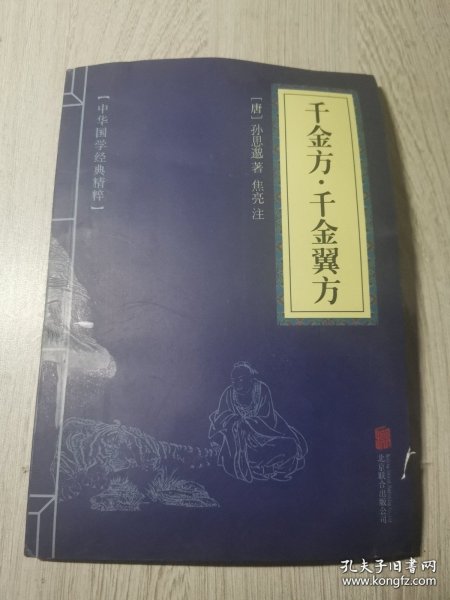 千金方·千金翼方
[唐]孙思邈著 焦亮 注
[中华国学经典精粹]
北京联合出版公司
孔夫子旧书网
www.kongfz.com